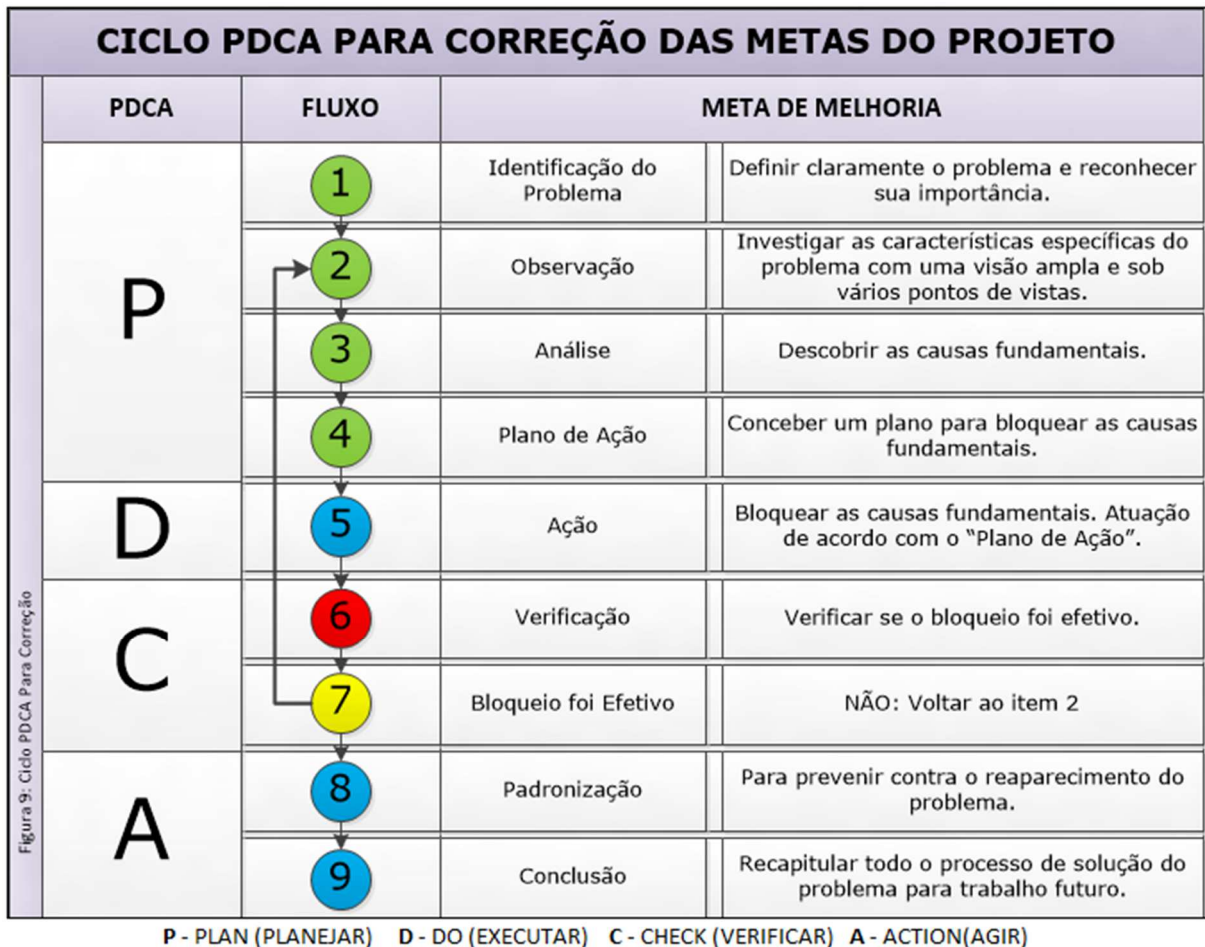 CICLO PDCA PARA CORREÇÃO DAS METAS DO PROJETO
PDCA
FLUXO
META DE MELHORIA
P
1
Identificação do
Problema
Definir claramente o problema e reconhecer
sua importância.
2
Observação
Investigar as características específicas do
problema com uma visão ampla e sob
vários pontos de vistas.
3
Análise
Descobrir as causas fundamentais.
4
Plano de Ação
Conceber um plano para bloquear as causas
fundamentais.
D
5
Ação
Bloquear as causas fundamentais. Atuação
de acordo com o “Plano de Ação”.
C
6
Verificação
Verificar se o bloqueio foi efetivo.
7
Bloqueio foi Efetivo
NÃO: Voltar ao item 2
A
8
Padronização
Para prevenir contra o reaparecimento do
problema.
9
Conclusão
Recapitular todo o processo de solução do
problema para trabalho futuro.
Figura 9: Ciclo PDCA Para Correção
P - PLAN (PLANEJAR) D - DO (EXECUTAR) C - CHECK (VERIFICAR) A - ACTION(AGIR)